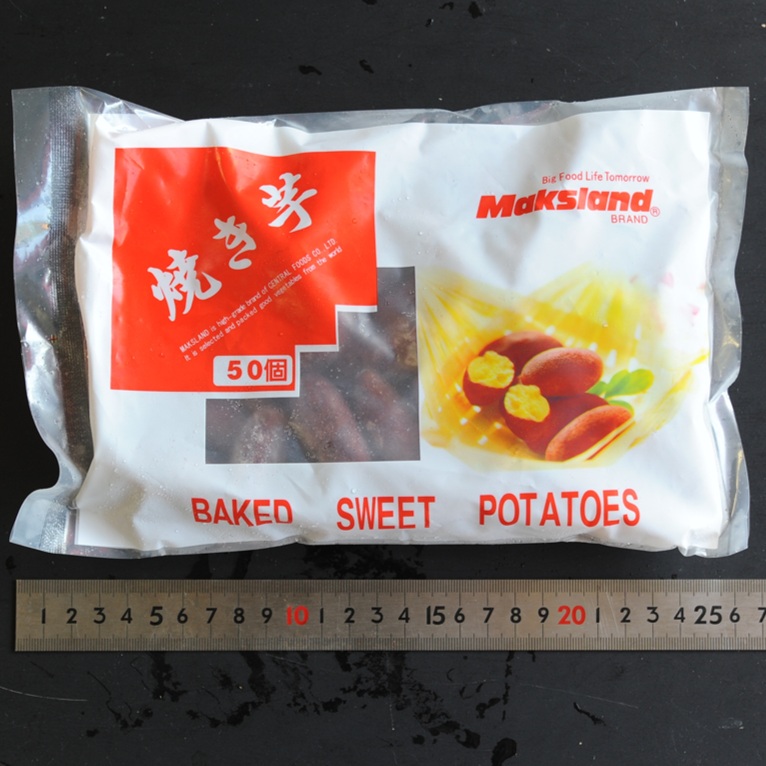 焼き芋
MAKSLAND is high-grade brand of CENTRAL FOODS CO.,LTD.
It is selected and packed good vegetables from the world
50個
Big Food Life Tomorrow
Maksland®
BRAND
BAKED SWEET POTATOES
1 2 3 4 5 6 7 8 9 10 1 2 3 4 15 6 7 8 9 20 1 2 3 4 25 6 7